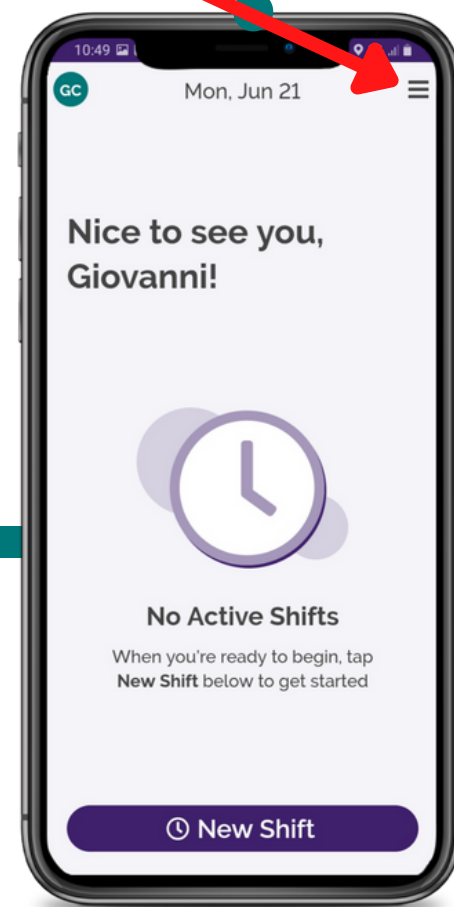 10:49
GC
Mon, Jun 21
Nice to see you,
Giovanni!
No Active Shifts
When you're ready to begin, tap
New Shift below to get started
New Shift